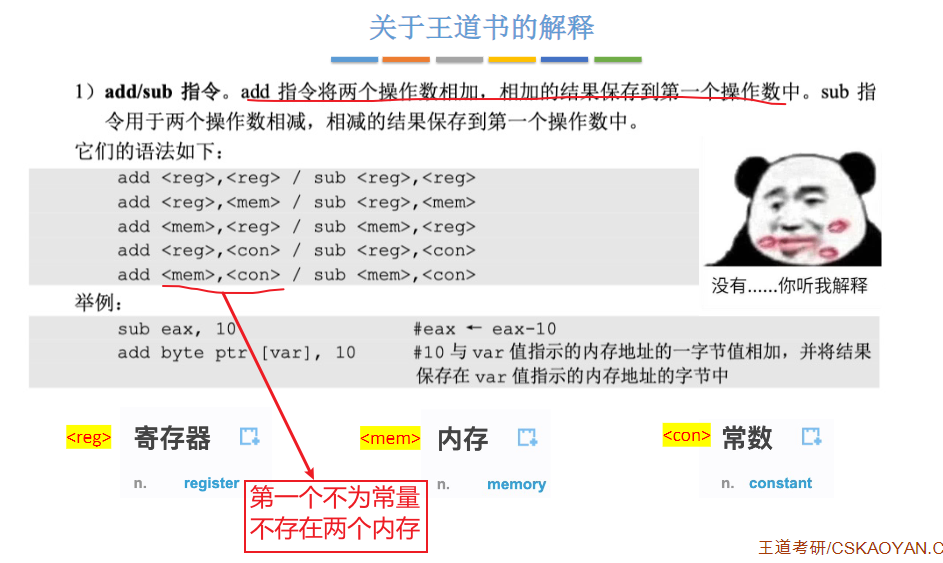 关于王道书的解释
1）add/sub 指令。add 指令将两个操作数相加，相加的结果保存到第一个操作数中。sub 指
令用于两个操作数相减，相减的结果保存到第一个操作数中。
它们的语法如下：
add <reg>,<reg> / sub <reg>,<reg>
add <reg>,<mem> / sub <reg>,<mem>
add <mem>,<reg> / sub <mem>,<reg>
add <reg>,<con> / sub <reg>,<con>
add <mem>,<con> / sub <mem>,<con>
没有......你听我解释
举例：
sub eax, 10 #eax ← eax-10
add byte ptr [var], 10 #10 与 var 值指示的内存地址的一字节值相加，并将结果
保存在 var 值指示的内存地址的字节中
<reg> 寄存器 <mem> 内存 <con> 常数
n. register n. memory n. constant
第一个不为常量
不存在两个内存
王道考研/CSKAOYAN.C